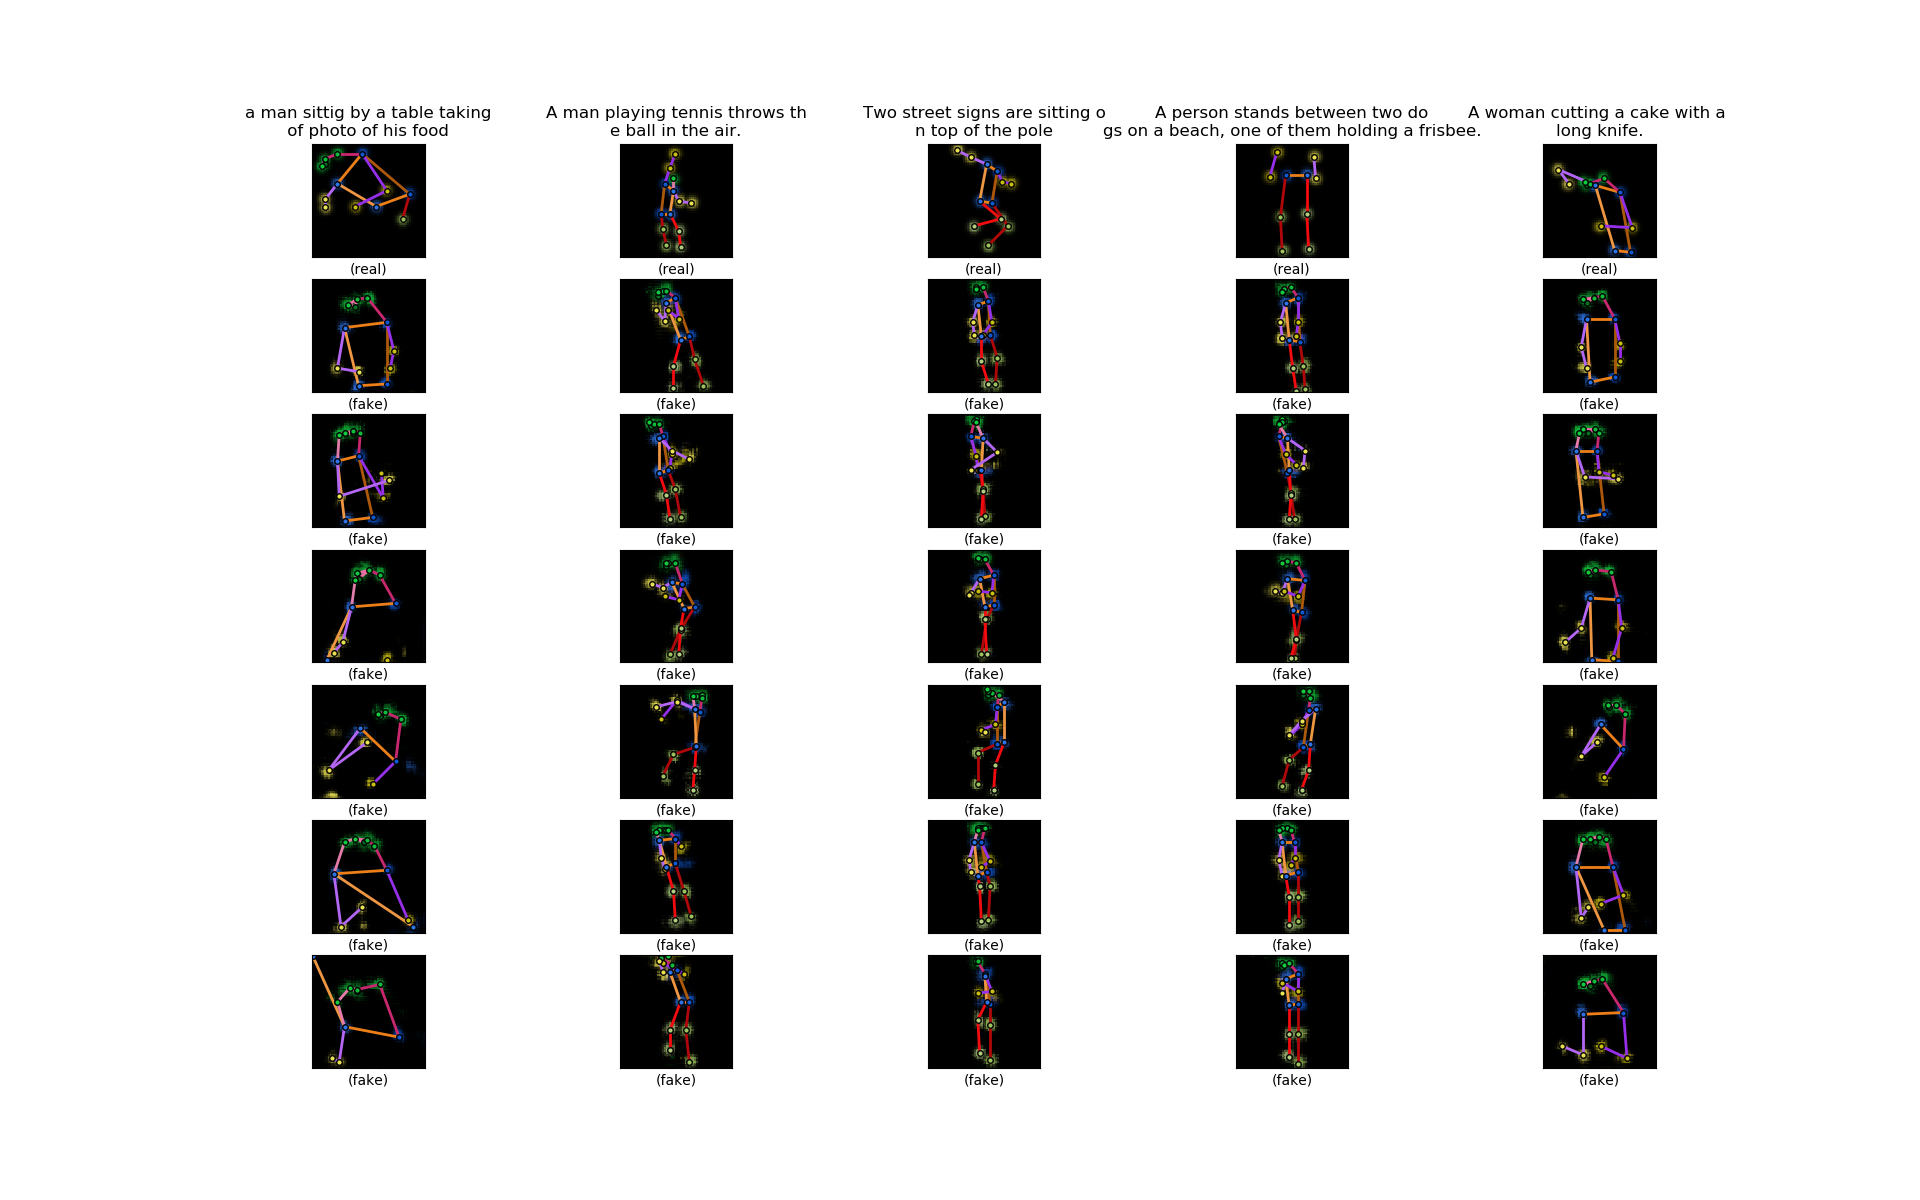 a man sittig by a table taking
of photo of his food
A man playing tennis throws th
e ball in the air.
Two street signs are sitting o
n top of the pole
A person stands between two do
gs on a beach, one of them holding a frisbee.
A woman cutting a cake with a
long knife.
(real) (real) (real) (real) (real)
(fake) (fake) (fake) (fake) (fake)
(fake) (fake) (fake) (fake) (fake)
(fake) (fake) (fake) (fake) (fake)
(fake) (fake) (fake) (fake) (fake)
(fake) (fake) (fake) (fake) (fake)
(fake) (fake) (fake) (fake) (fake)